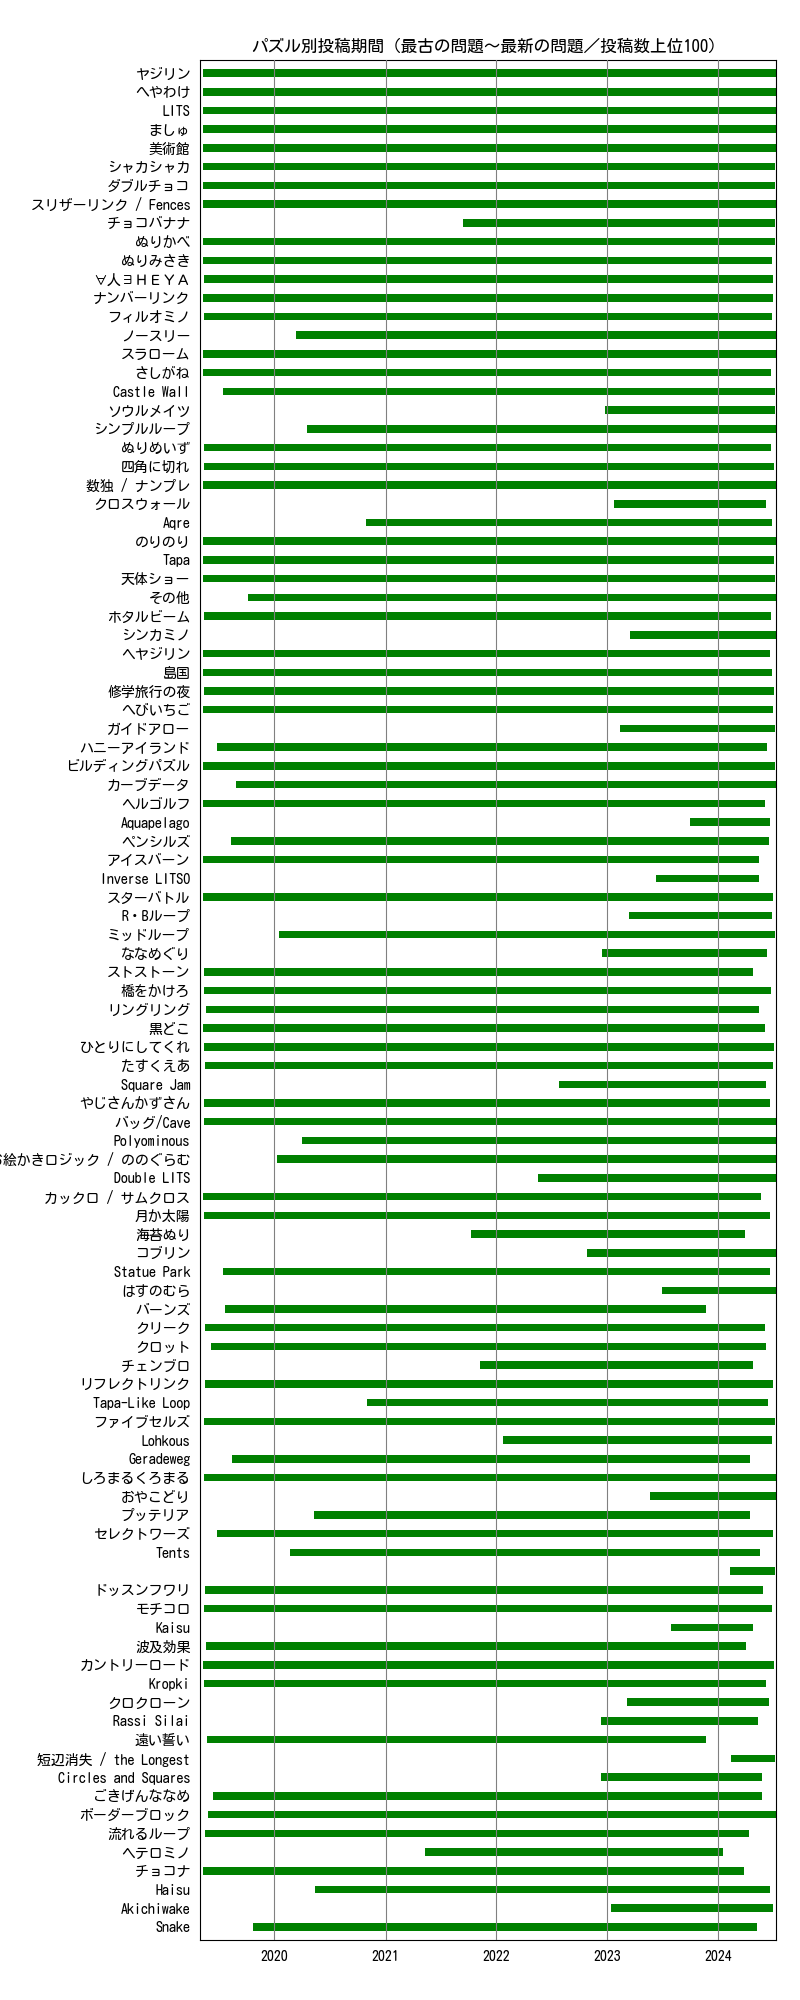 パズル別投稿期間（最古の問題～最新の問題／投稿数上位100）
ヤジリン
へやわけ
LITS
ましゅ
美術館
シャカシャカ
ダブルチョコ
スリザーリンク / Fences
チョコバナナ
ぬりかべ
ぬりみさき
∀人∃ＨＥＹＡ
ナンバーリンク
フィルオミノ
ノースリー
スラローム
さしがね
Castle Wall
ソウルメイツ
シンプルループ
ぬりめいず
四角に切れ
数独 / ナンプレ
クロスウォール
Aqre
のりのり
Tapa
天体ショー
その他
ホタルビーム
シンカミノ
ヘヤジリン
島国
修学旅行の夜
へびいちご
ガイドアロー
ハニーアイランド
ビルディングパズル
カーブデータ
ヘルゴルフ
Aquapelago
ペンシルズ
アイスバーン
Inverse LITSO
スターバトル
R・Bループ
ミッドループ
ななめぐり
ストストーン
橋をかけろ
リングリング
黒どこ
ひとりにしてくれ
たすくえあ
Square Jam
やじさんかずさん
バッグ/Cave
Polyominous
絵かきロジック / ののぐらむ
Double LITS
カックロ / サムクロス
月か太陽
海苔ぬり
コブリン
Statue Park
はすのむら
バーンズ
クリーク
クロット
チェンブロ
リフレクトリンク
Tapa-Like Loop
ファイブセルズ
Lohkous
Geradeweg
しろまるくろまる
おやこどり
プッテリア
セレクトワーズ
Tents
ドッスンフワリ
モチコロ
Kaisu
波及効果
カントリーロード
Kropki
クロクローン
Rassi Silai
遠い誓い
短辺消失 / the Longest
Circles and Squares
ごきげんななめ
ボーダーブロック
流れるループ
ヘテロミノ
チョコナ
Haisu
Akichiwake
Snake
2020 2021 2022 2023 2024